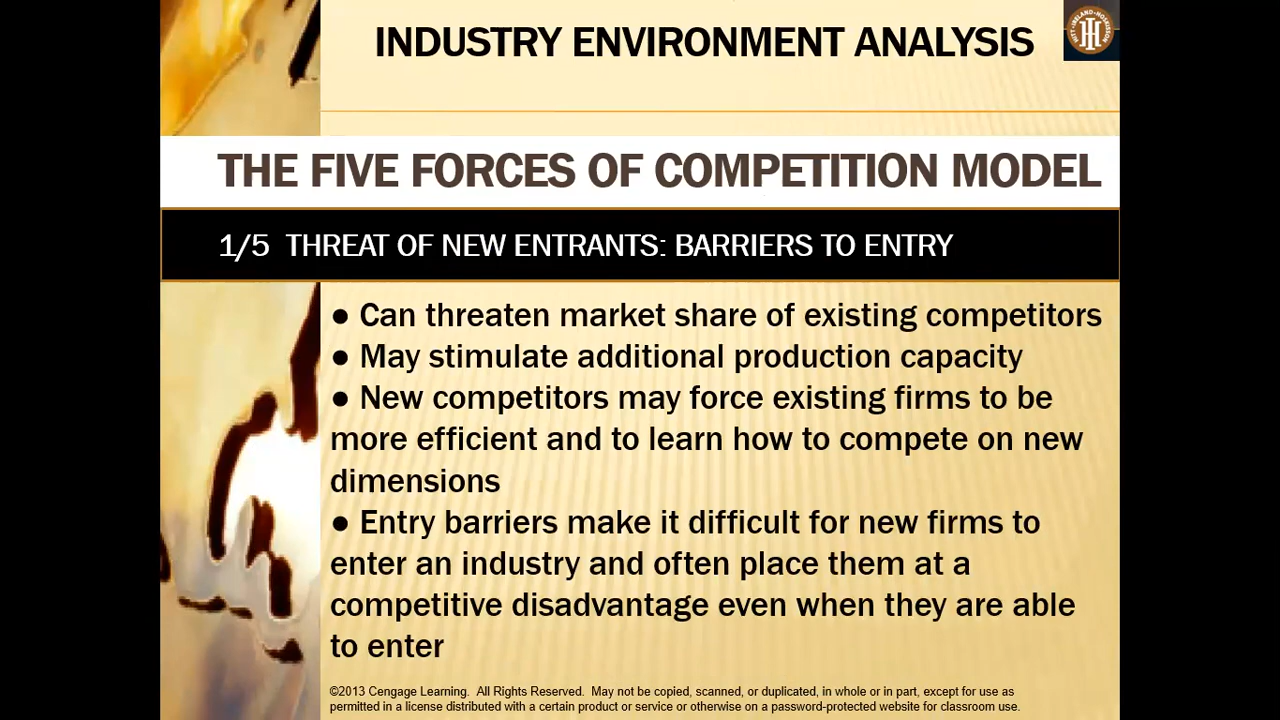 INDUSTRY ENVIRONMENT ANALYSIS
HITT·IRELAND·HOSKISSON
THE FIVE FORCES OF COMPETITION MODEL
1/5 THREAT OF NEW ENTRANTS: BARRIERS TO ENTRY
● Can threaten market share of existing competitors
● May stimulate additional production capacity
● New competitors may force existing firms to be
more efficient and to learn how to compete on new
dimensions
● Entry barriers make it difficult for new firms to
enter an industry and often place them at a
competitive disadvantage even when they are able
to enter
©2013 Cengage Learning. All Rights Reserved. May not be copied, scanned, or duplicated, in whole or in part, except for use as
permitted in a license distributed with a certain product or service or otherwise on a password-protected website for classroom use.